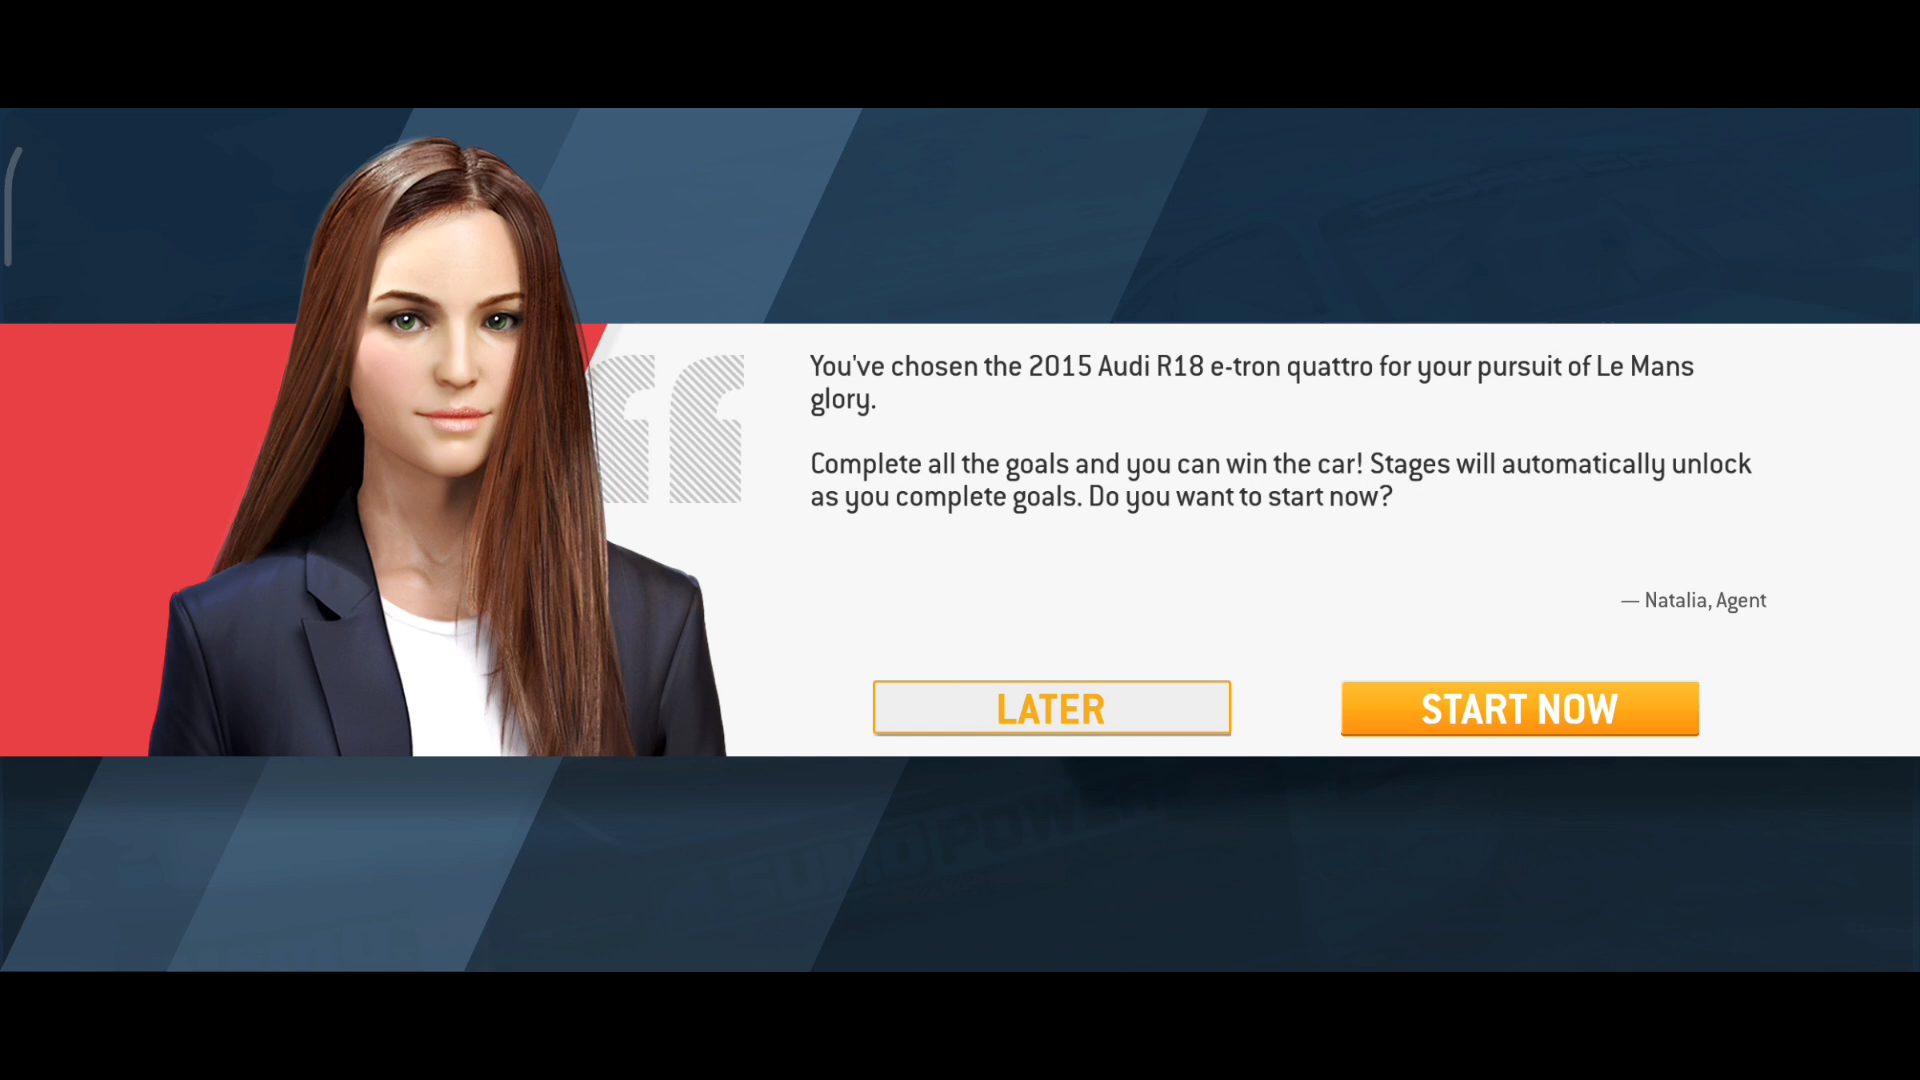 You've chosen the 2015 Audi R18 e-tron quattro for your pursuit of Le Mans
glory.
Complete all the goals and you can win the car! Stages will automatically unlock
as you complete goals. Do you want to start now?
— Natalia, Agent
LATER
START NOW
SUMOPOWER